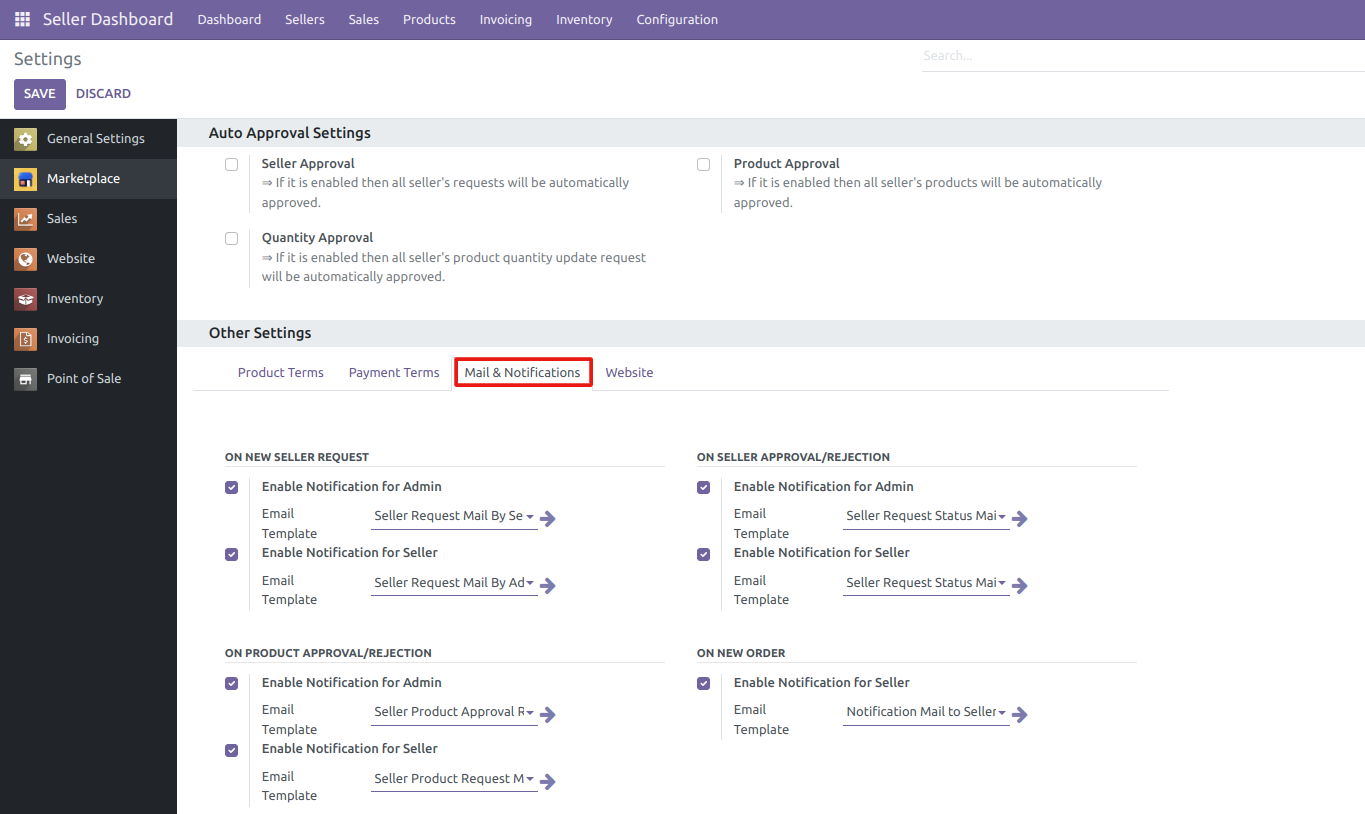 Seller Dashboard Dashboard Sellers Sales Products Invoicing Inventory Configuration
Settings
Search...
SAVE DISCARD
General Settings
Marketplace
Sales
Website
Inventory
Invoicing
Point of Sale
Auto Approval Settings
Seller Approval
⇒ If it is enabled then all seller's requests will be automatically
approved.
Product Approval
⇒ If it is enabled then all seller's products will be automatically
approved.
Quantity Approval
⇒ If it is enabled then all seller's product quantity update request
will be automatically approved.
Other Settings
Product Terms Payment Terms Mail & Notifications Website
ON NEW SELLER REQUEST
Enable Notification for Admin
Email
Template
Seller Request Mail By Se
Enable Notification for Seller
Email
Template
Seller Request Mail By Ad
ON SELLER APPROVAL/REJECTION
Enable Notification for Admin
Email
Template
Seller Request Status Mai
Enable Notification for Seller
Email
Template
Seller Request Status Mai
ON PRODUCT APPROVAL/REJECTION
Enable Notification for Admin
Email
Template
Seller Product Approval R
Enable Notification for Seller
Email
Template
Seller Product Request M
ON NEW ORDER
Enable Notification for Seller
Email
Template
Notification Mail to Seller